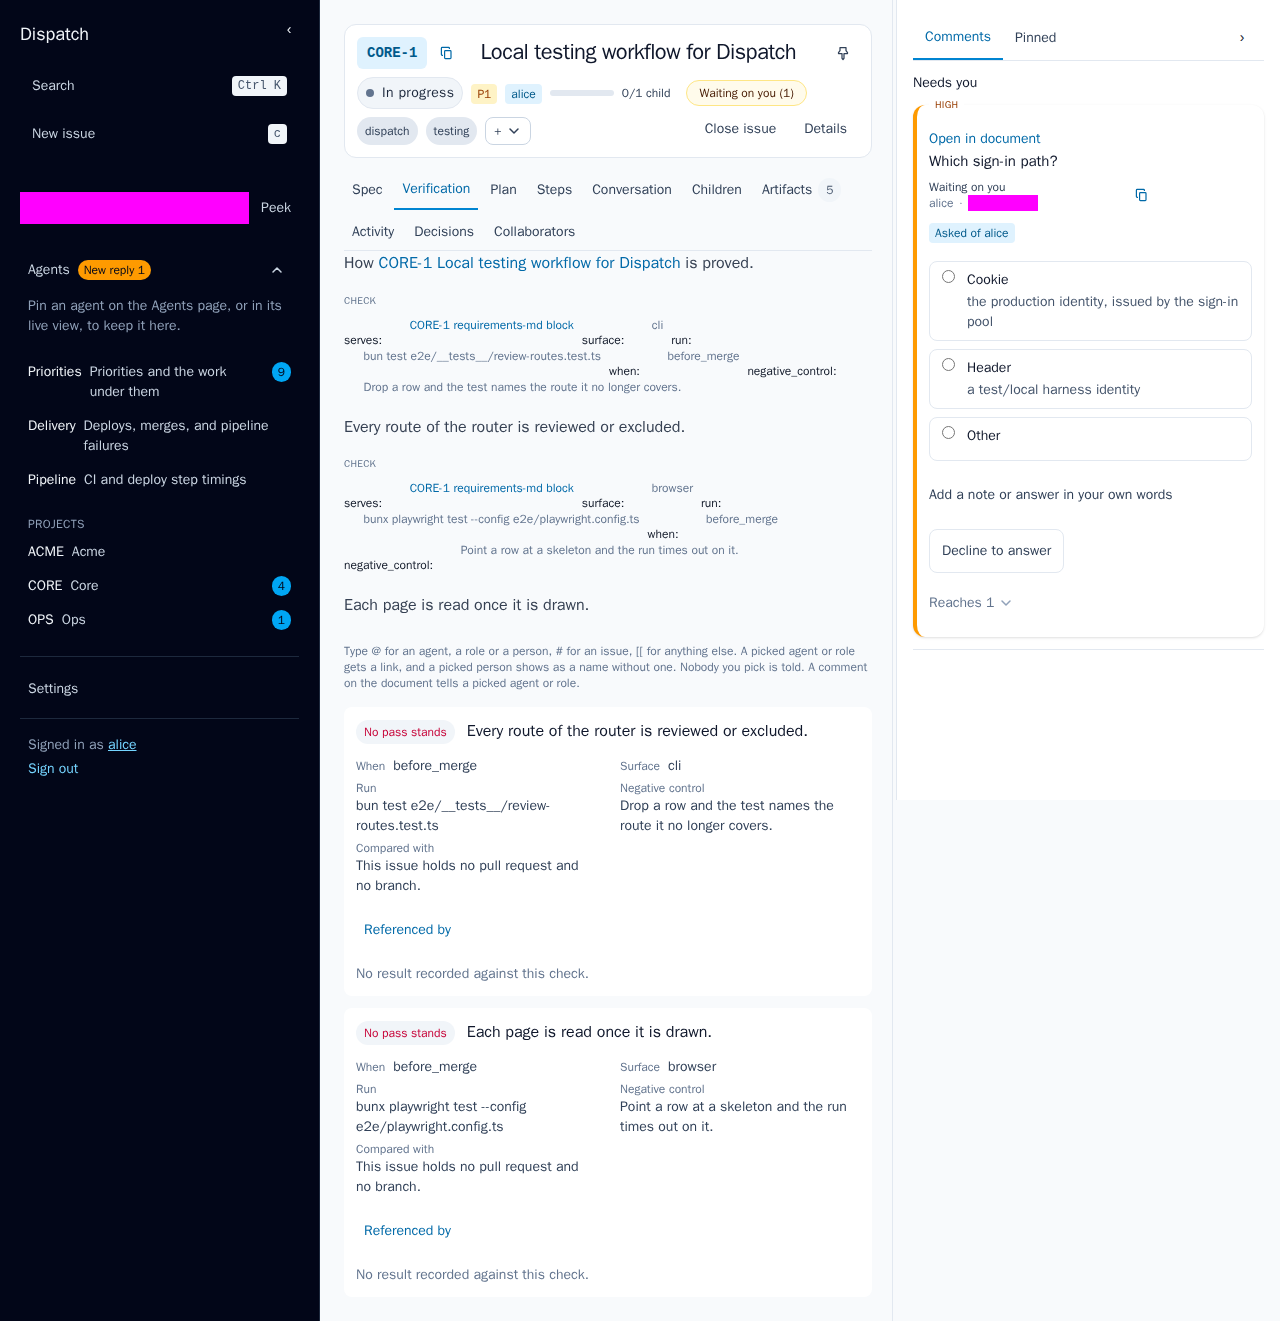 Dispatch
Search
Ctrl K
New issue
C
Peek
Agents
New reply 1
Pin an agent on the Agents page, or in its
live view, to keep it here.
Priorities
Priorities and the work
under them
9
Delivery
Deploys, merges, and pipeline
failures
Pipeline
CI and deploy step timings
PROJECTS
ACME Acme
CORE Core
4
OPS Ops
1
Settings
Signed in as alice
Sign out
CORE-1
Local testing workflow for Dispatch
In progress
P1
alice
0/1 child
Waiting on you (1)
dispatch
testing
+
Close issue
Details
Spec
Verification
Plan
Steps
Conversation
Children
Artifacts
5
Activity
Decisions
Collaborators
How CORE-1 Local testing workflow for Dispatch is proved.
CHECK
CORE-1 requirements-md block
cli
serves:
surface:
run:
bun test e2e/__tests__/review-routes.test.ts
before_merge
when:
negative_control:
Drop a row and the test names the route it no longer covers.
Every route of the router is reviewed or excluded.
CHECK
CORE-1 requirements-md block
browser
serves:
surface:
run:
bunx playwright test --config e2e/playwright.config.ts
before_merge
when:
Point a row at a skeleton and the run times out on it.
negative_control:
Each page is read once it is drawn.
Type @ for an agent, a role or a person, # for an issue, [[ for anything else. A picked agent or role
gets a link, and a picked person shows as a name without one. Nobody you pick is told. A comment
on the document tells a picked agent or role.
No pass stands
Every route of the router is reviewed or excluded.
When before_merge
Surface cli
Run
bun test e2e/__tests__/review-
routes.test.ts
Negative control
Drop a row and the test names the
route it no longer covers.
Compared with
This issue holds no pull request and
no branch.
Referenced by
No result recorded against this check.
No pass stands
Each page is read once it is drawn.
When before_merge
Surface browser
Run
bunx playwright test --config
e2e/playwright.config.ts
Negative control
Point a row at a skeleton and the run
times out on it.
Compared with
This issue holds no pull request and
no branch.
Referenced by
No result recorded against this check.
Comments
Pinned
Needs you
HIGH
Open in document
Which sign-in path?
Waiting on you
alice ·
Asked of alice
Cookie
the production identity, issued by the sign-in
pool
Header
a test/local harness identity
Other
Add a note or answer in your own words
Decline to answer
Reaches 1